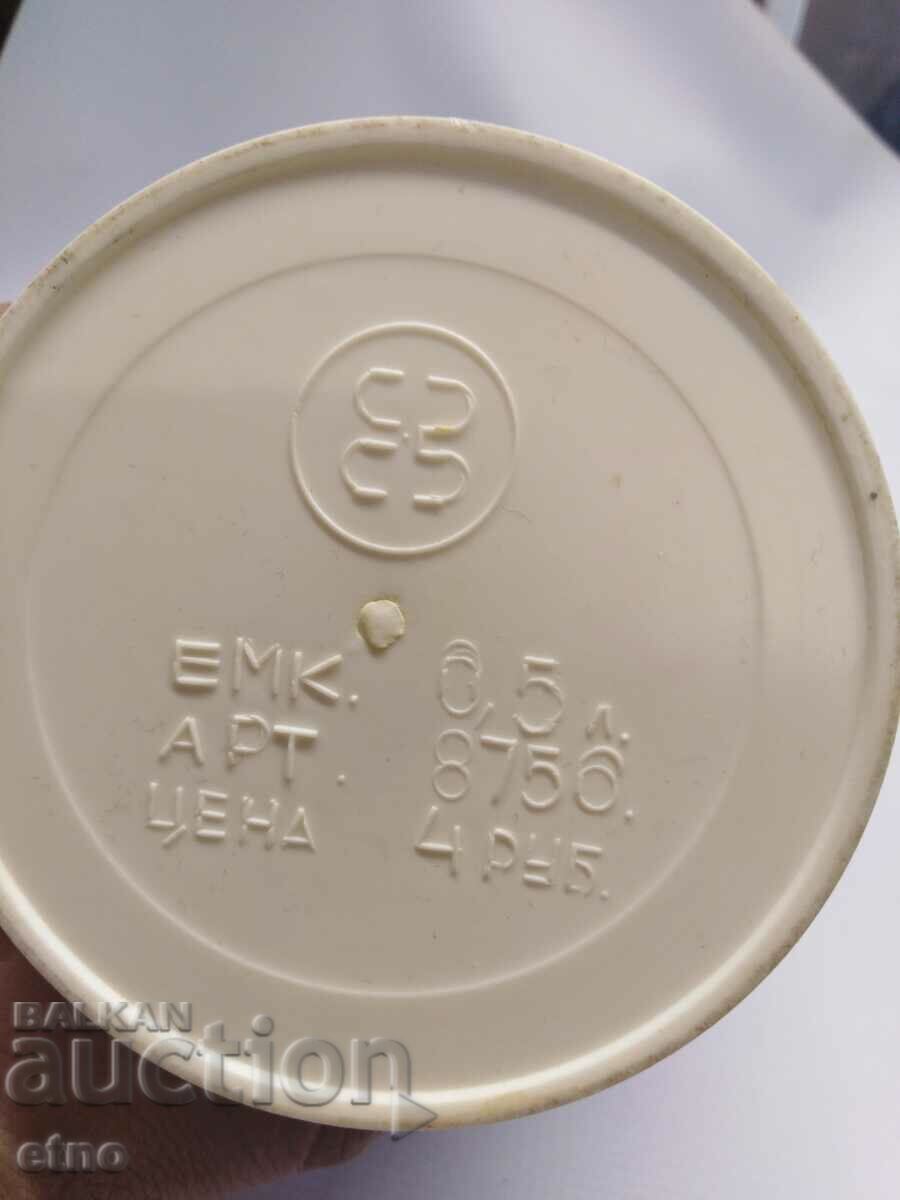 ЕМК. 0,5 л.
АРТ. 8756.
ЦЕНА 4 РУБ.
BALKAN
auction
etno